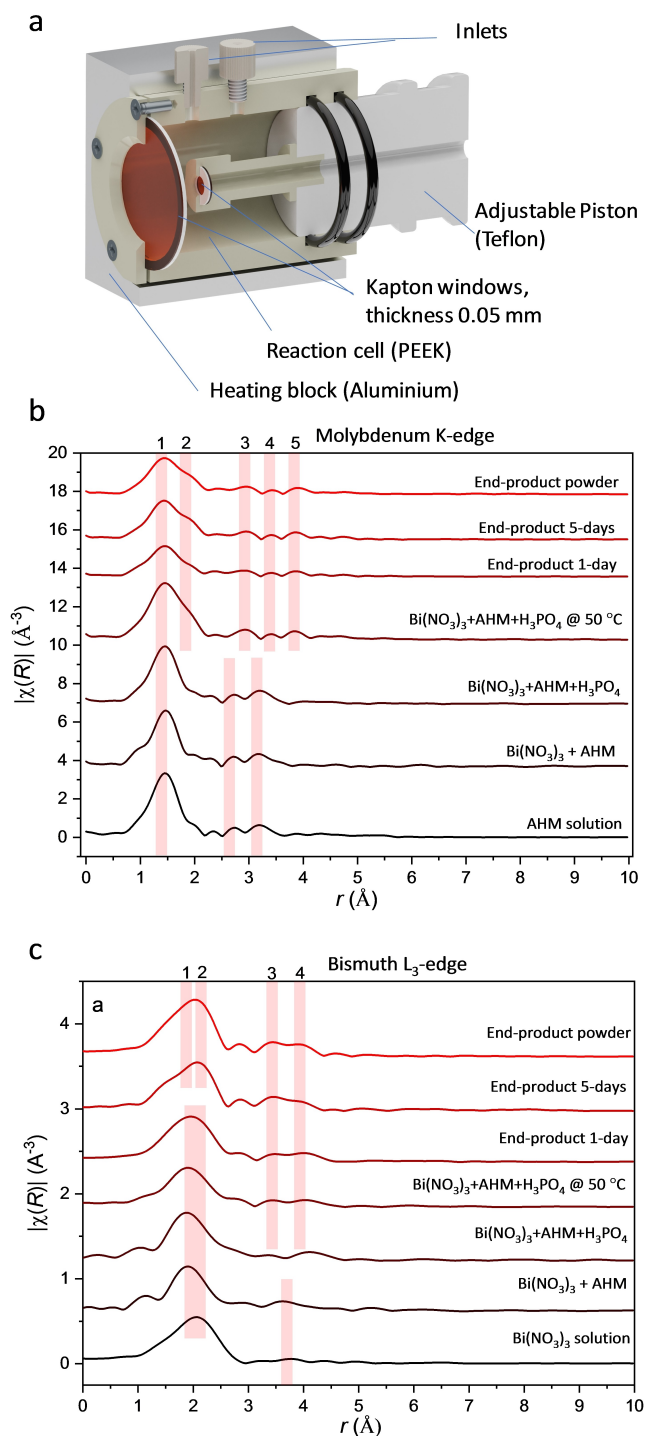 a
Inlets
Adjustable Piston
(Teflon)
Kapton windows,
thickness 0.05 mm
Reaction cell (PEEK)
Heating block (Aluminium)
b
Molybdenum K-edge
1 2 3 4 5
20
18
16
14
12
10
8
6
4
2
0
|χ(R)| (Å⁻³)
End-product powder
End-product 5-days
End-product 1-day
Bi(NO₃)₃+AHM+H₃PO₄ @ 50 °C
Bi(NO₃)₃+AHM+H₃PO₄
Bi(NO₃)₃ + AHM
AHM solution
0 1 2 3 4 5 6 7 8 9 10
r (Å)
c
Bismuth L₃-edge
1 2 3 4
a
4
3
2
1
0
|χ(R)| (A⁻³)
End-product powder
End-product 5-days
End-product 1-day
Bi(NO₃)₃+AHM+H₃PO₄ @ 50 °C
Bi(NO₃)₃+AHM+H₃PO₄
Bi(NO₃)₃ + AHM
Bi(NO₃)₃ solution
0 1 2 3 4 5 6 7 8 9 10
r (Å)